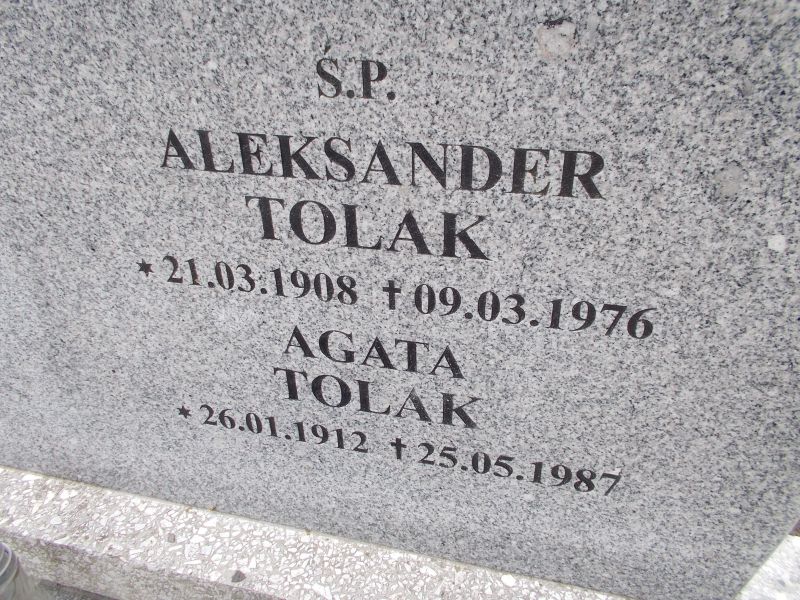 Ś.P.
ALEKSANDER
TOLAK
* 21.03.1908 † 09.03.1976
AGATA
TOLAK
* 26.01.1912 † 25.05.1987